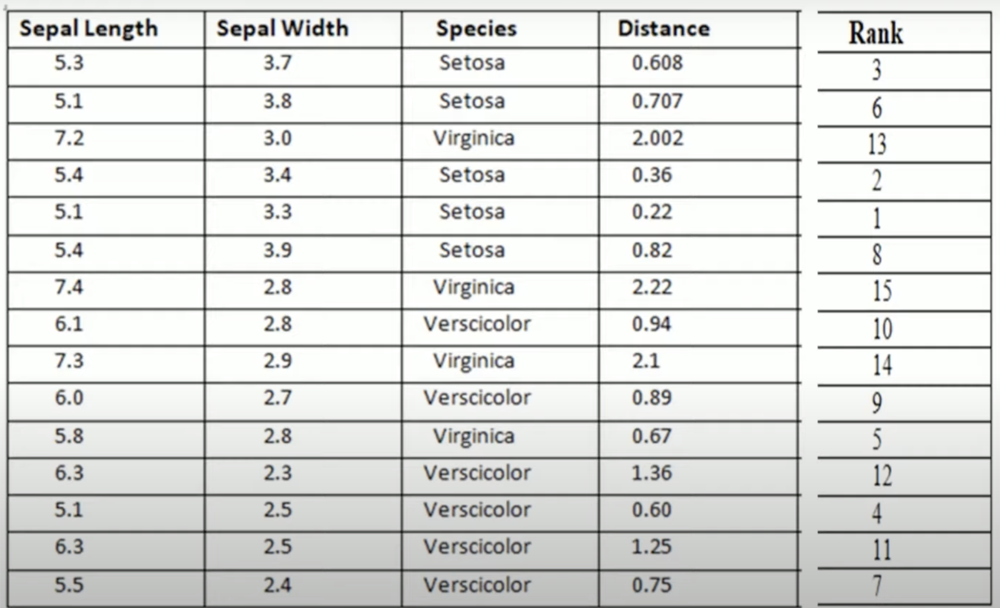 Sepal Length Sepal Width Species Distance Rank
5.3 3.7 Setosa 0.608 3
5.1 3.8 Setosa 0.707 6
7.2 3.0 Virginica 2.002 13
5.4 3.4 Setosa 0.36 2
5.1 3.3 Setosa 0.22 1
5.4 3.9 Setosa 0.82 8
7.4 2.8 Virginica 2.22 15
6.1 2.8 Verscicolor 0.94 10
7.3 2.9 Virginica 2.1 14
6.0 2.7 Verscicolor 0.89 9
5.8 2.8 Virginica 0.67 5
6.3 2.3 Verscicolor 1.36 12
5.1 2.5 Verscicolor 0.60 4
6.3 2.5 Verscicolor 1.25 11
5.5 2.4 Verscicolor 0.75 7